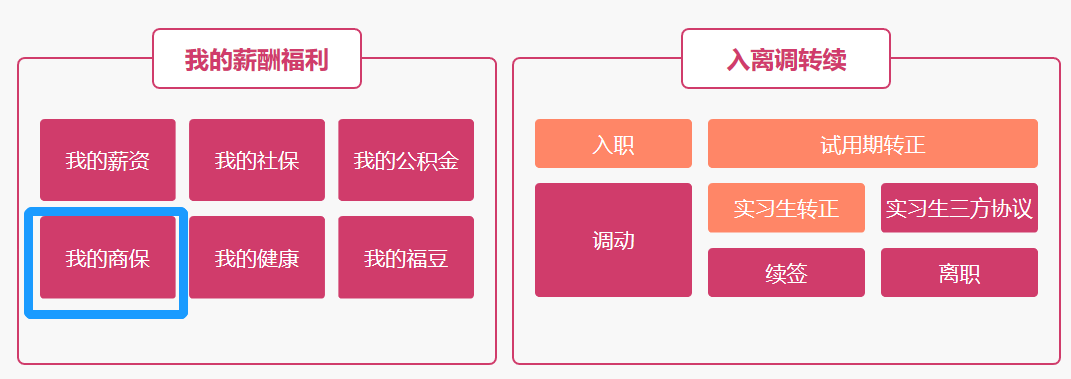 我的薪酬福利
我的薪资
我的社保
我的公积金
我的商保
我的健康
我的福豆
入离调转续
入职
试用期转正
调动
实习生转正
实习生三方协议
续签
离职